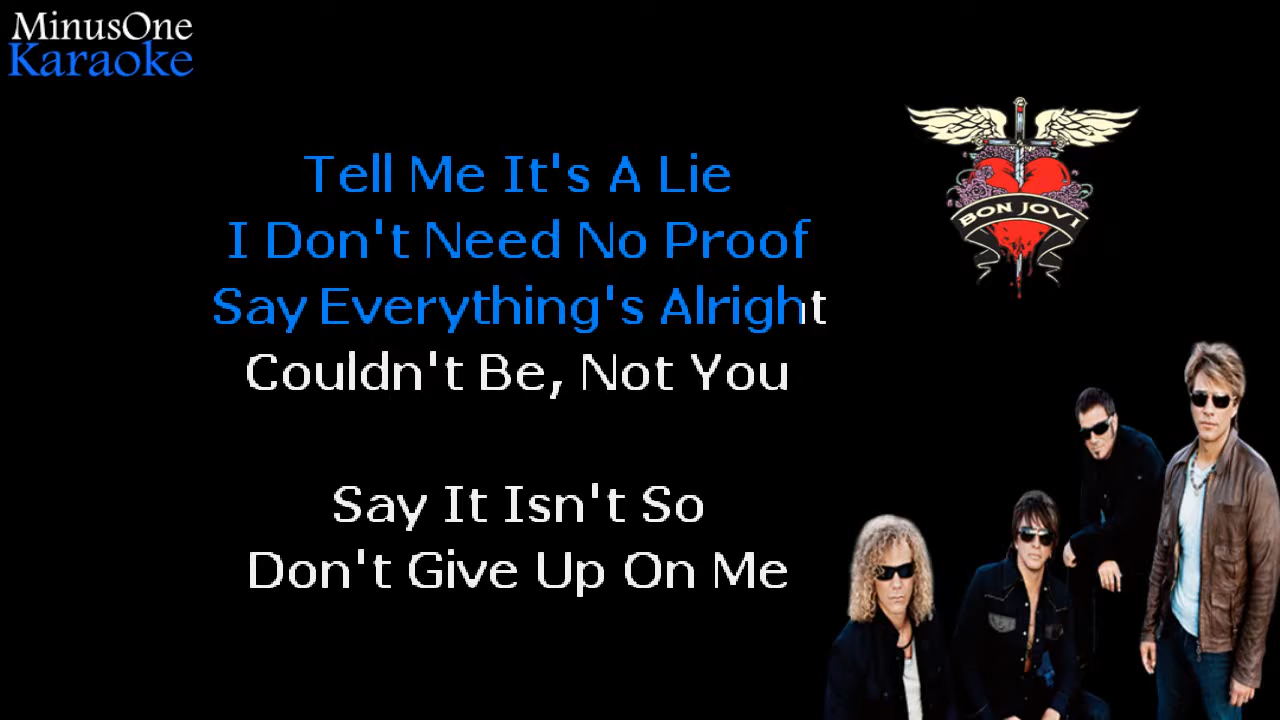 MinusOne
Karaoke
BON JOVI
Tell Me It's A Lie
I Don't Need No Proof
Say Everything's Alright
Couldn't Be, Not You
Say It Isn't So
Don't Give Up On Me